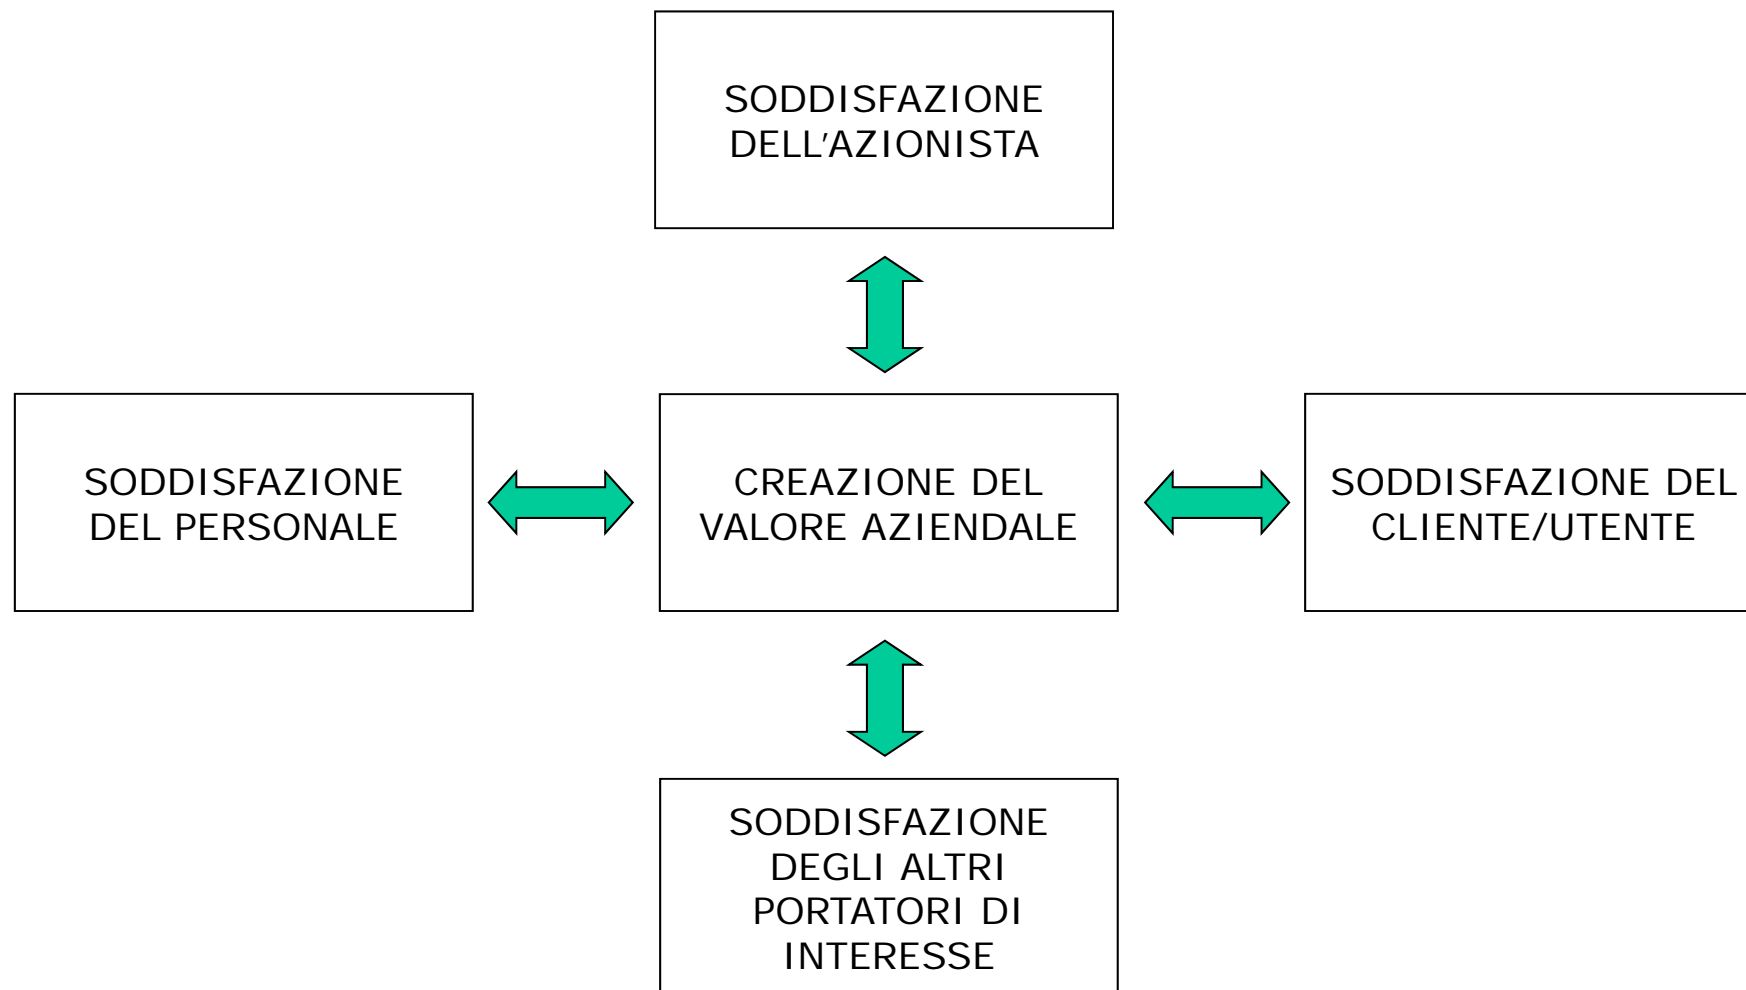 SODDISFAZIONE
DELL'AZIONISTA
SODDISFAZIONE
DEL PERSONALE
CREAZIONE DEL
VALORE AZIENDALE
SODDISFAZIONE DEL
CLIENTE/UTENTE
SODDISFAZIONE
DEGLI ALTRI
PORTATORI DI
INTERESSE